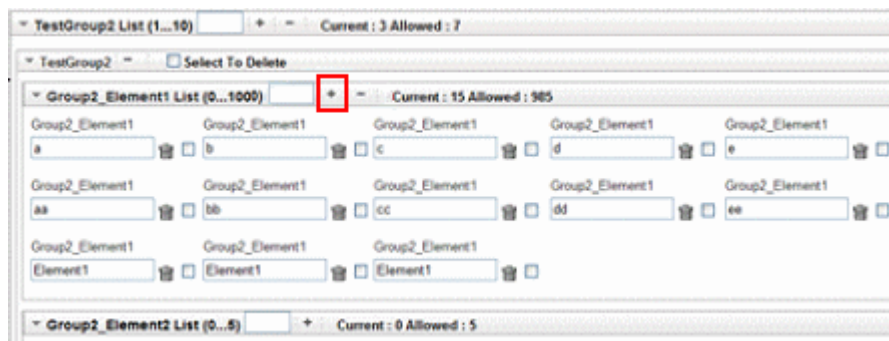 TestGroup2 List (1...10) + - Current : 3 Allowed : 7
TestGroup2 - Select To Delete
Group2_Element1 List (0...1000) + - Current : 15 Allowed : 985
Group2_Element1 Group2_Element1 Group2_Element1 Group2_Element1 Group2_Element1
a b c d e
Group2_Element1 Group2_Element1 Group2_Element1 Group2_Element1 Group2_Element1
aa bb cc dd ee
Group2_Element1 Group2_Element1 Group2_Element1
Element1 Element1 Element1
Group2_Element2 List (0...5) + Current : 0 Allowed : 5